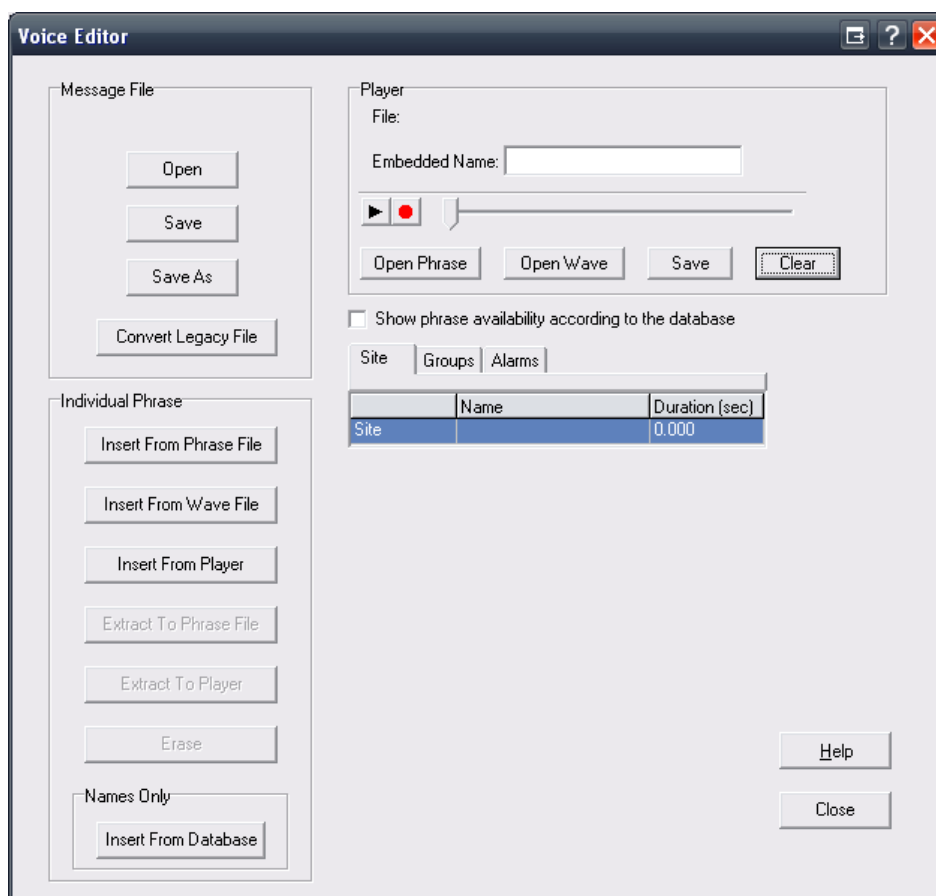 Voice Editor
Message File
Open
Save
Save As
Convert Legacy File
Individual Phrase
Insert From Phrase File
Insert From Wave File
Insert From Player
Extract To Phrase File
Extract To Player
Erase
Names Only
Insert From Database
Player
File:
Embedded Name:
Open Phrase Open Wave Save Clear
Show phrase availability according to the database
Site Groups Alarms
Name Duration (sec)
Site 0.000
Help
Close